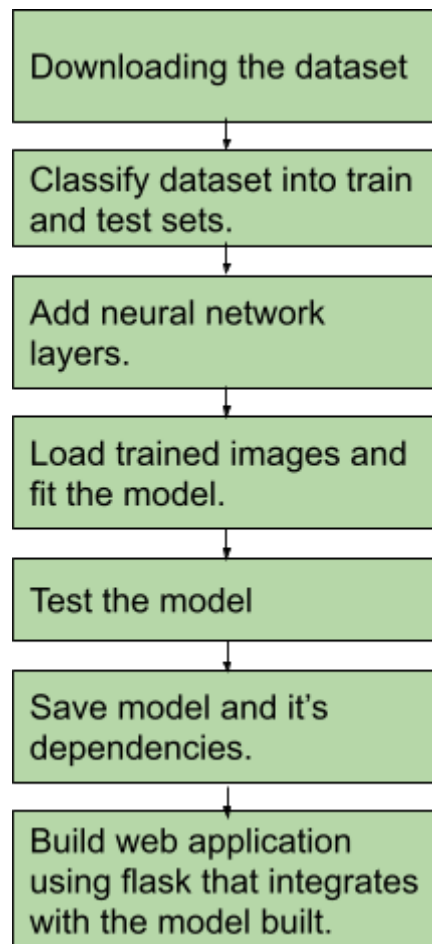 Downloading the dataset
Classify dataset into train
and test sets.
Add neural network
layers.
Load trained images and
fit the model.
Test the model
Save model and it's
dependencies.
Build web application
using flask that integrates
with the model built.